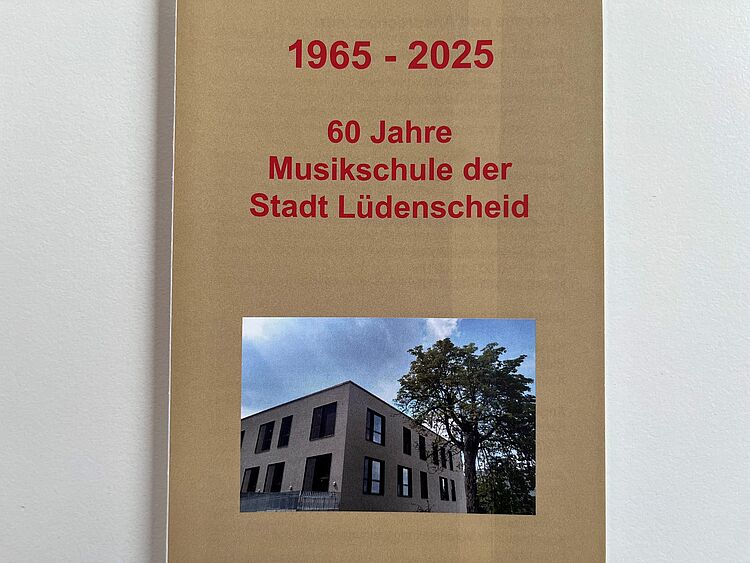 1965 - 2025
60 Jahre
Musikschule der
Stadt Lüdenscheid